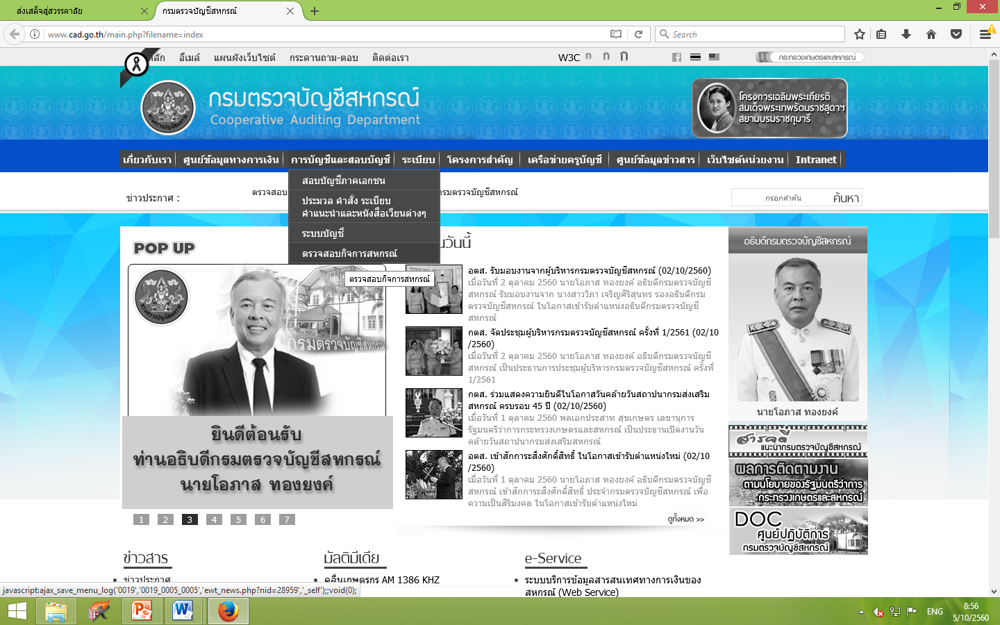 ส่งเสด็จสู่สวรรคาลัย
กรมตรวจบัญชีสหกรณ์
www.cad.go.th/main.php?filename=index
Search
หลัก อีเมล์ แผนผังเว็บไซต์ กระดานถาม-ตอบ ติดต่อเรา
W3C ก ก ก
กระทรวงเกษตรและสหกรณ์
กรมตรวจบัญชีสหกรณ์
Cooperative Auditing Department
โครงการเฉลิมพระเกียรติ
สมเด็จพระเทพรัตนราชสุดาฯ
สยามบรมราชกุมารี
เกี่ยวกับเรา ศูนย์ข้อมูลทางการเงิน การบัญชีและสอบบัญชี ระเบียบ โครงการสำคัญ เครือข่ายครูบัญชี ศูนย์ข้อมูลข่าวสาร เว็บไซต์หน่วยงาน Intranet
สอบบัญชีภาคเอกชน
ประมวล คำสั่ง ระเบียบ
คำแนะนำและหนังสือเวียนต่างๆ
ระบบบัญชี
ตรวจสอบกิจการสหกรณ์
ตรวจสอบกิจการสหกรณ์
ข่าวประกาศ :
ตรวจสอบ
กรมตรวจบัญชีสหกรณ์
กรอกคำค้น ค้นหา
POP UP
กรมตรวจบัญชีสหกรณ์
ยินดีต้อนรับ
ท่านอธิบดีกรมตรวจบัญชีสหกรณ์
นายโอภาส ทองยงค์
1 2 3 4 5 6 7
วันนี้
อตส. รับมอบงานจากผู้บริหารกรมตรวจบัญชีสหกรณ์ (02/10/2560)
เมื่อวันที่ 2 ตุลาคม 2560 นายโอภาส ทองยงค์ อธิบดีกรมตรวจบัญชี
สหกรณ์ รับมอบงานจาก นางสาววิภา เจริญศิริสุนทร รองอธิบดีกรม
ตรวจบัญชีสหกรณ์ ในโอกาสเข้ารับตำแหน่งอธิบดีกรมตรวจบัญชี
สหกรณ์
กตส. จัดประชุมผู้บริหารกรมตรวจบัญชีสหกรณ์ ครั้งที่ 1/2561 (02/10
/2560)
เมื่อวันที่ 2 ตุลาคม 2560 นายโอภาส ทองยงค์ อธิบดีกรมตรวจบัญชี
สหกรณ์ เป็นประธานการประชุมผู้บริหารกรมตรวจบัญชีสหกรณ์ ครั้งที่
1/2561
กตส. ร่วมแสดงความยินดีในโอกาสวันคล้ายวันสถาปนากรมส่งเสริม
สหกรณ์ ครบรอบ 45 ปี (02/10/2560)
เมื่อวันที่ 1 ตุลาคม 2560 พลเอกประสาท สุขเกษตร เลขานุการ
รัฐมนตรีว่าการกระทรวงเกษตรและสหกรณ์ เป็นประธานเปิดงานวัน
คล้ายวันสถาปนากรมส่งเสริมสหกรณ์
อตส. เข้าสักการะสิ่งศักดิ์สิทธิ์ ในโอกาสเข้ารับตำแหน่งใหม่ (02/10
/2560)
เมื่อวันที่ 1 ตุลาคม 2560 นายโอภาส ทองยงค์ อธิบดีกรมตรวจบัญชี
สหกรณ์ เข้าสักการะสิ่งศักดิ์สิทธิ์ ประจำกรมตรวจบัญชีสหกรณ์ เพื่อ
ความเป็นสิริมงคล ในโอกาสเข้ารับตำแหน่งใหม่
ดูทั้งหมด >>
อธิบดีกรมตรวจบัญชีสหกรณ์
นายโอภาส ทองยงค์
สารคดี
แนะนำกรมตรวจบัญชีสหกรณ์
ผลการติดตามงาน
ตามนโยบายของรัฐมนตรีว่าการ
กระทรวงเกษตรและสหกรณ์
DOC
ศูนย์ปฏิบัติการ
กรมตรวจบัญชีสหกรณ์
ข่าวสาร มัลติมีเดีย e-Service
ข่าวประกาศ คลื่นเกษตรกร AM 1386 KHZ ระบบบริการข้อมูลสารสนเทศทางการเงินของ
สหกรณ์ (Web Service)
javascript:ajax_save_menu_log('0019','0019_0005_0005','ewt_news.php?nid=28959','_self');;void(0);
ENG
8:56
5/10/2560